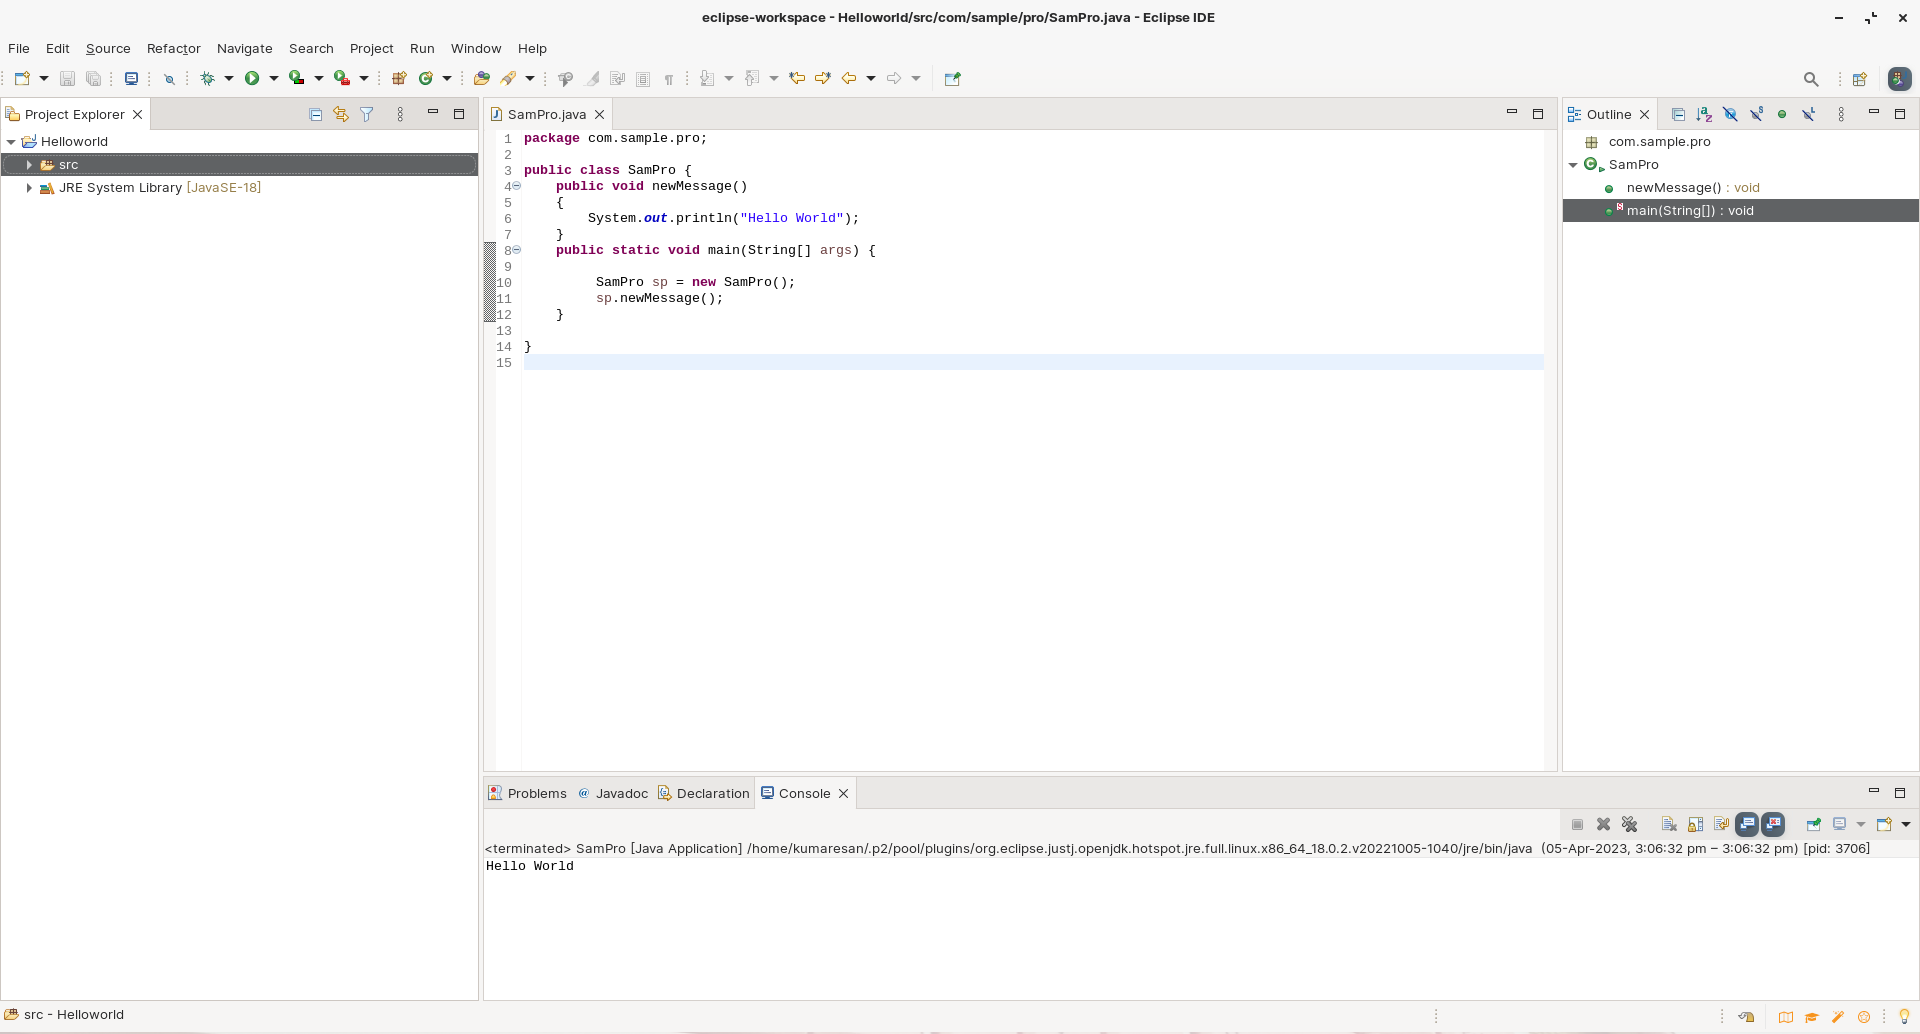 eclipse-workspace - Helloworld/src/com/sample/pro/SamPro.java - Eclipse IDE
File Edit Source Refactor Navigate Search Project Run Window Help
Project Explorer
Helloworld
src
JRE System Library [JavaSE-18]
SamPro.java
1 package com.sample.pro;
2
3 public class SamPro {
4     public void newMessage()
5     {
6         System.out.println("Hello World");
7     }
8     public static void main(String[] args) {
9
10          SamPro sp = new SamPro();
11          sp.newMessage();
12     }
13
14 }
15
Outline
com.sample.pro
SamPro
newMessage() : void
main(String[]) : void
Problems @ Javadoc Declaration Console
<terminated> SamPro [Java Application] /home/kumaresan/.p2/pool/plugins/org.eclipse.justj.openjdk.hotspot.jre.full.linux.x86_64_18.0.2.v20221005-1040/jre/bin/java (05-Apr-2023, 3:06:32 pm – 3:06:32 pm) [pid: 3706]
Hello World
src - Helloworld